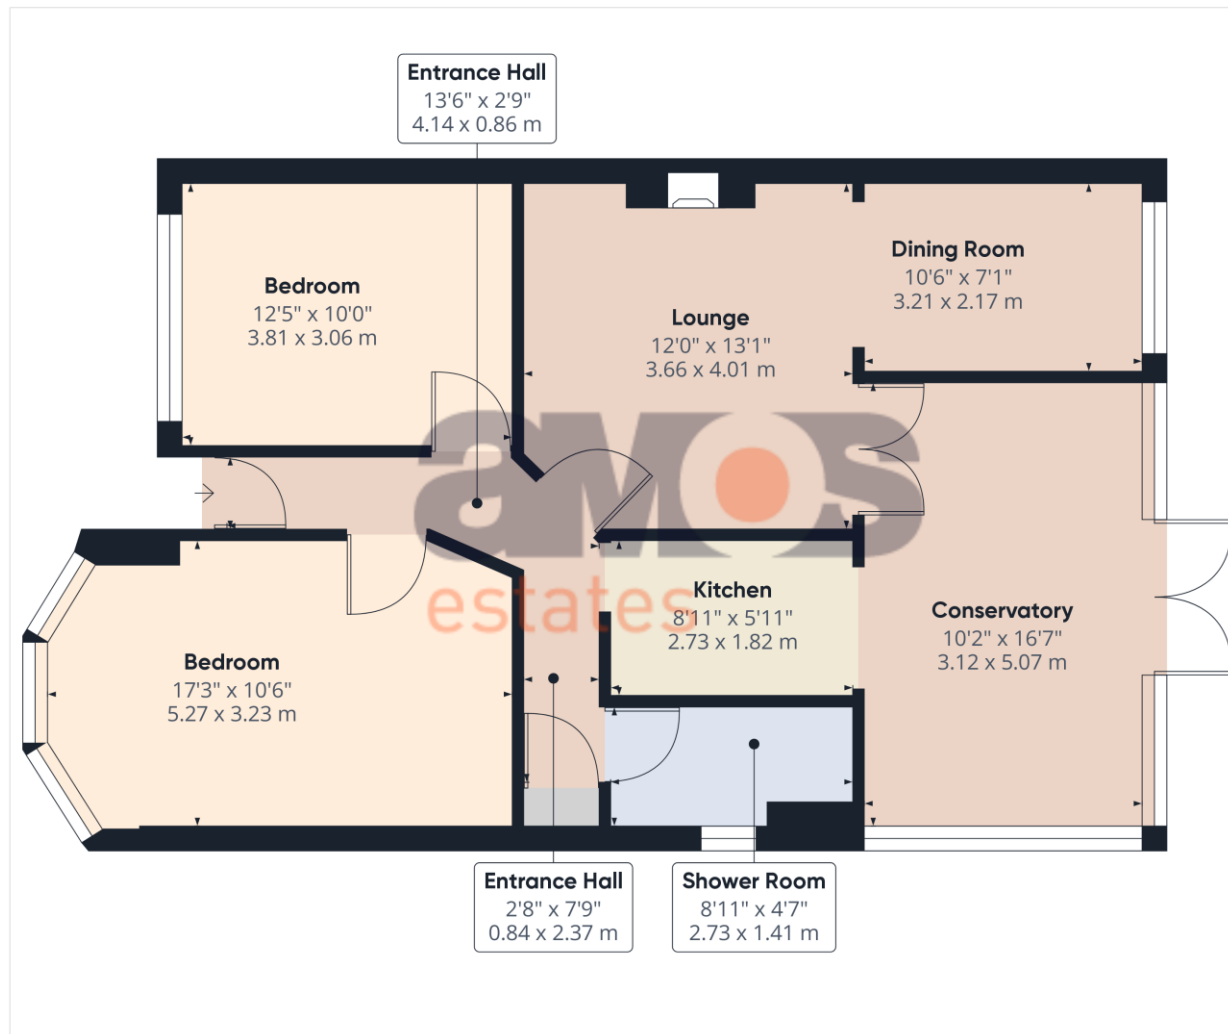 Entrance Hall
13'6" x 2'9"
4.14 x 0.86 m
Bedroom
12'5" x 10'0"
3.81 x 3.06 m
Lounge
12'0" x 13'1"
3.66 x 4.01 m
Dining Room
10'6" x 7'1"
3.21 x 2.17 m
amos
estates
Kitchen
8'11" x 5'11"
2.73 x 1.82 m
Conservatory
10'2" x 16'7"
3.12 x 5.07 m
Bedroom
17'3" x 10'6"
5.27 x 3.23 m
Entrance Hall
2'8" x 7'9"
0.84 x 2.37 m
Shower Room
8'11" x 4'7"
2.73 x 1.41 m